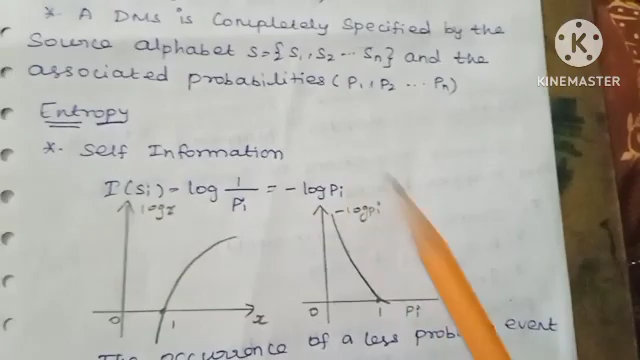 * A DMS is completely specified by the
Source alphabet S={S1, S2 ... Sn} and the
associated probabilities (P1, P2 ... Pn)
KINEMASTER
Entropy
*. Self Information
I(Si) = log 1/Pi = -log Pi
log x
-log Pi
0 1 x
0 1 Pi
The occurrence of a less event